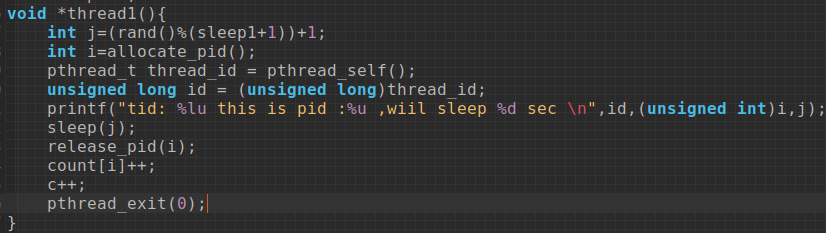 void *thread1(){
    int j=(rand()%(sleep1+1))+1;
    int i=allocate_pid();
    pthread_t thread_id = pthread_self();
    unsigned long id = (unsigned long)thread_id;
    printf("tid: %lu this is pid :%u ,wiil sleep %d sec \n",id,(unsigned int)i,j);
    sleep(j);
    release_pid(i);
    count[i]++;
    c++;
    pthread_exit(0);
}